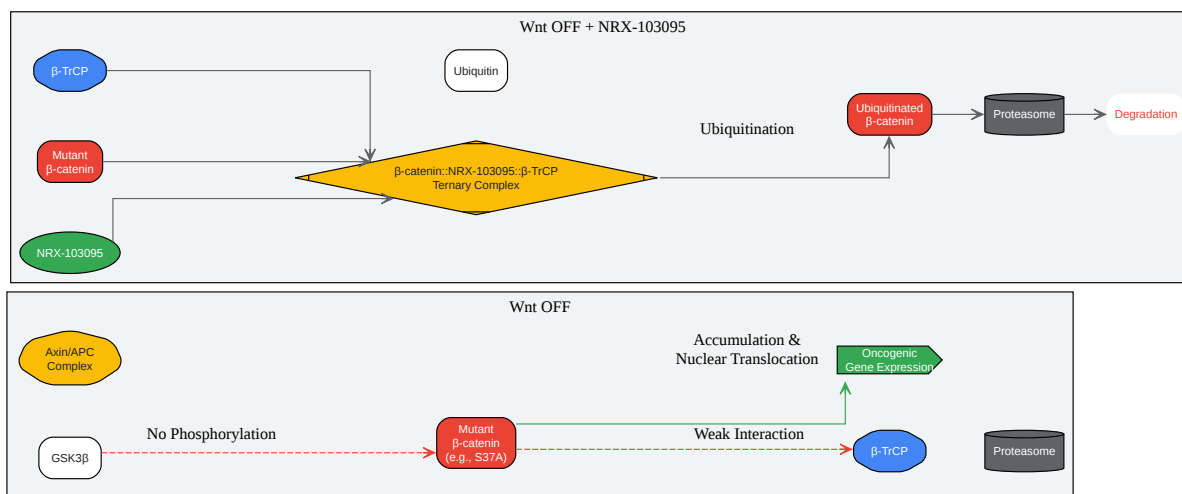 Wnt OFF + NRX-103095
β-TrCP
Ubiquitin
Mutant
β-catenin
β-catenin::NRX-103095::β-TrCP
Ternary Complex
Ubiquitination
Ubiquitinated
β-catenin
Proteasome
Degradation
NRX-103095
Wnt OFF
Axin/APC
Complex
Accumulation &
Nuclear Translocation
Oncogenic
Gene Expression
GSK3β
No Phosphorylation
Mutant
β-catenin
(e.g., S37A)
Weak Interaction
β-TrCP
Proteasome